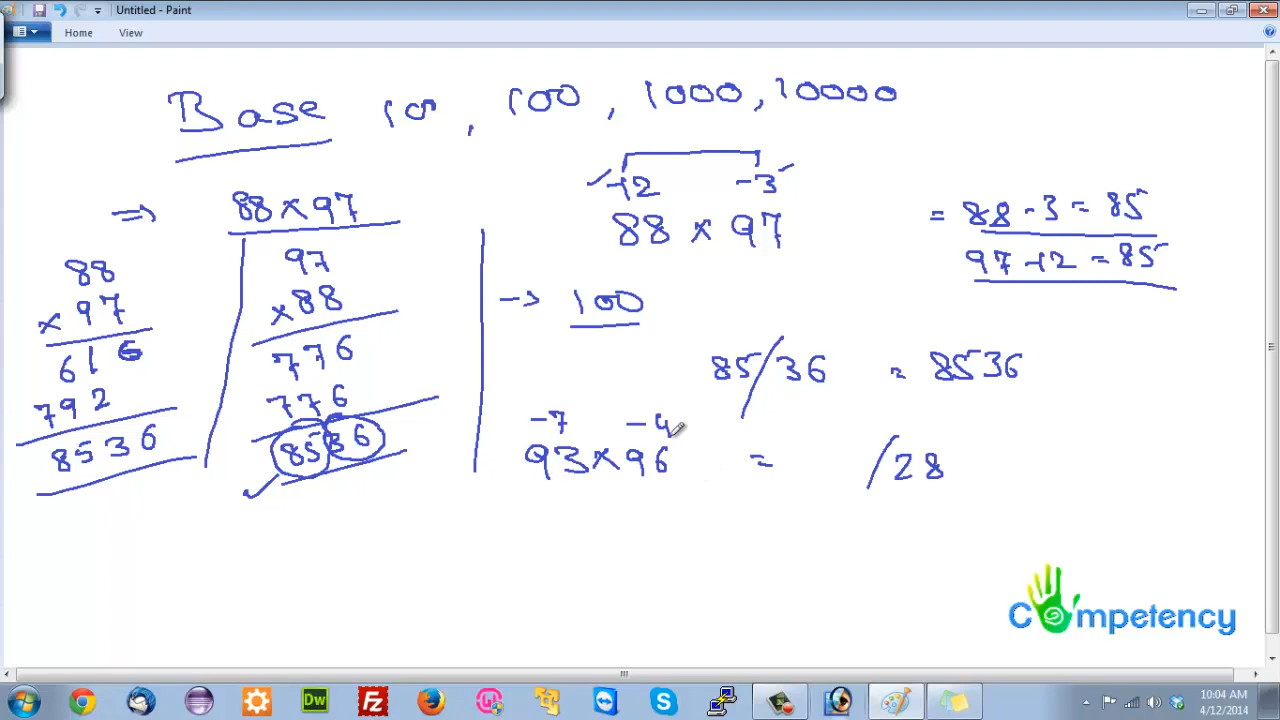 Untitled - Paint
Home View
Base 10, 100, 1000, 10000
⇒ 88 × 97
88
× 97
616
792
8536
97
× 88
776
776
8536
-12 -3
88 × 97
→ 100
= 88 - 3 = 85
97 - 12 = 85
85/36 = 8536
-7 -4
93 × 96 = /28
Competency
Dw
10:04 AM
4/12/2014